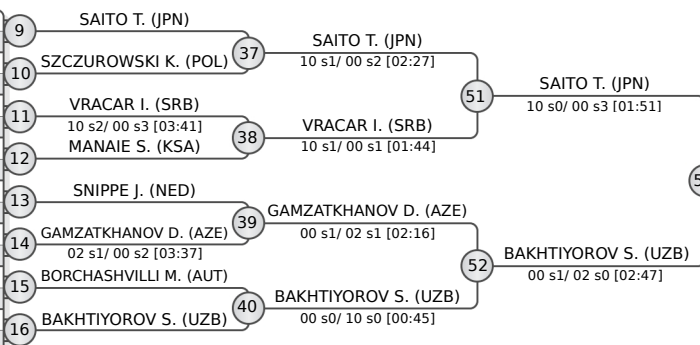 9
SAITO T. (JPN)
10
SZCZUROWSKI K. (POL)
37
SAITO T. (JPN)
10 s1/ 00 s2 [02:27]
11
VRACAR I. (SRB)
10 s2/ 00 s3 [03:41]
12
MANAIE S. (KSA)
38
VRACAR I. (SRB)
10 s1/ 00 s1 [01:44]
51
SAITO T. (JPN)
10 s0/ 00 s3 [01:51]
13
SNIPPE J. (NED)
14
GAMZATKHANOV D. (AZE)
02 s1/ 00 s2 [03:37]
39
GAMZATKHANOV D. (AZE)
00 s1/ 02 s1 [02:16]
15
BORCHASHVILLI M. (AUT)
16
BAKHTIYOROV S. (UZB)
40
BAKHTIYOROV S. (UZB)
00 s0/ 10 s0 [00:45]
52
BAKHTIYOROV S. (UZB)
00 s1/ 02 s0 [02:47]